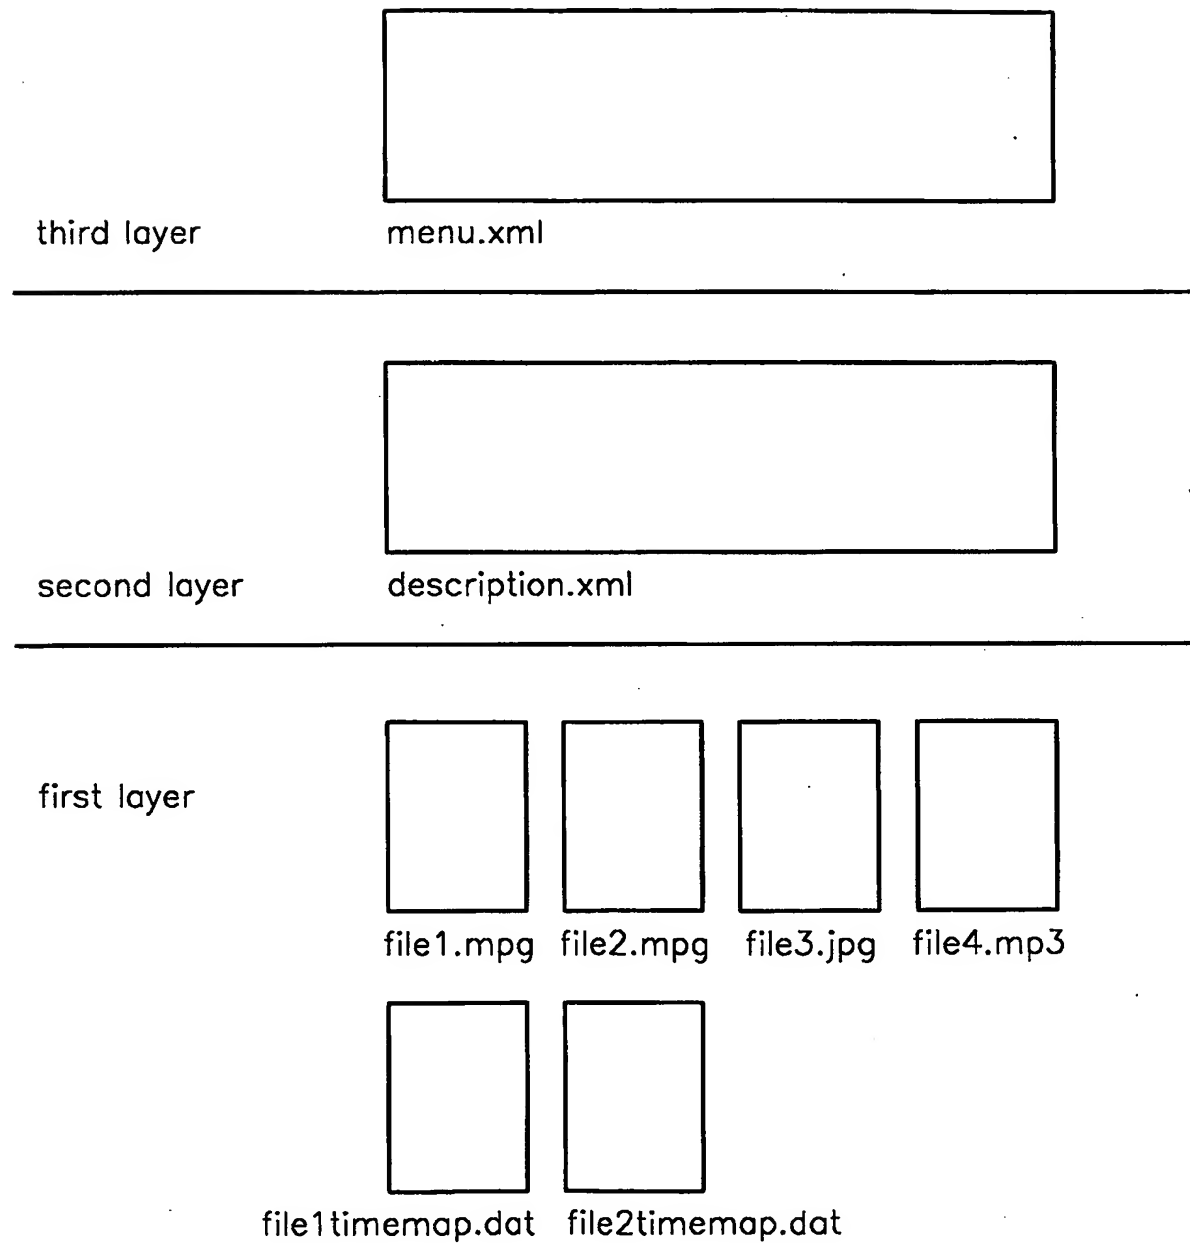 third layer
menu.xml
second layer
description.xml
first layer
file1.mpg file2.mpg file3.jpg file4.mp3
file1timemap.dat file2timemap.dat